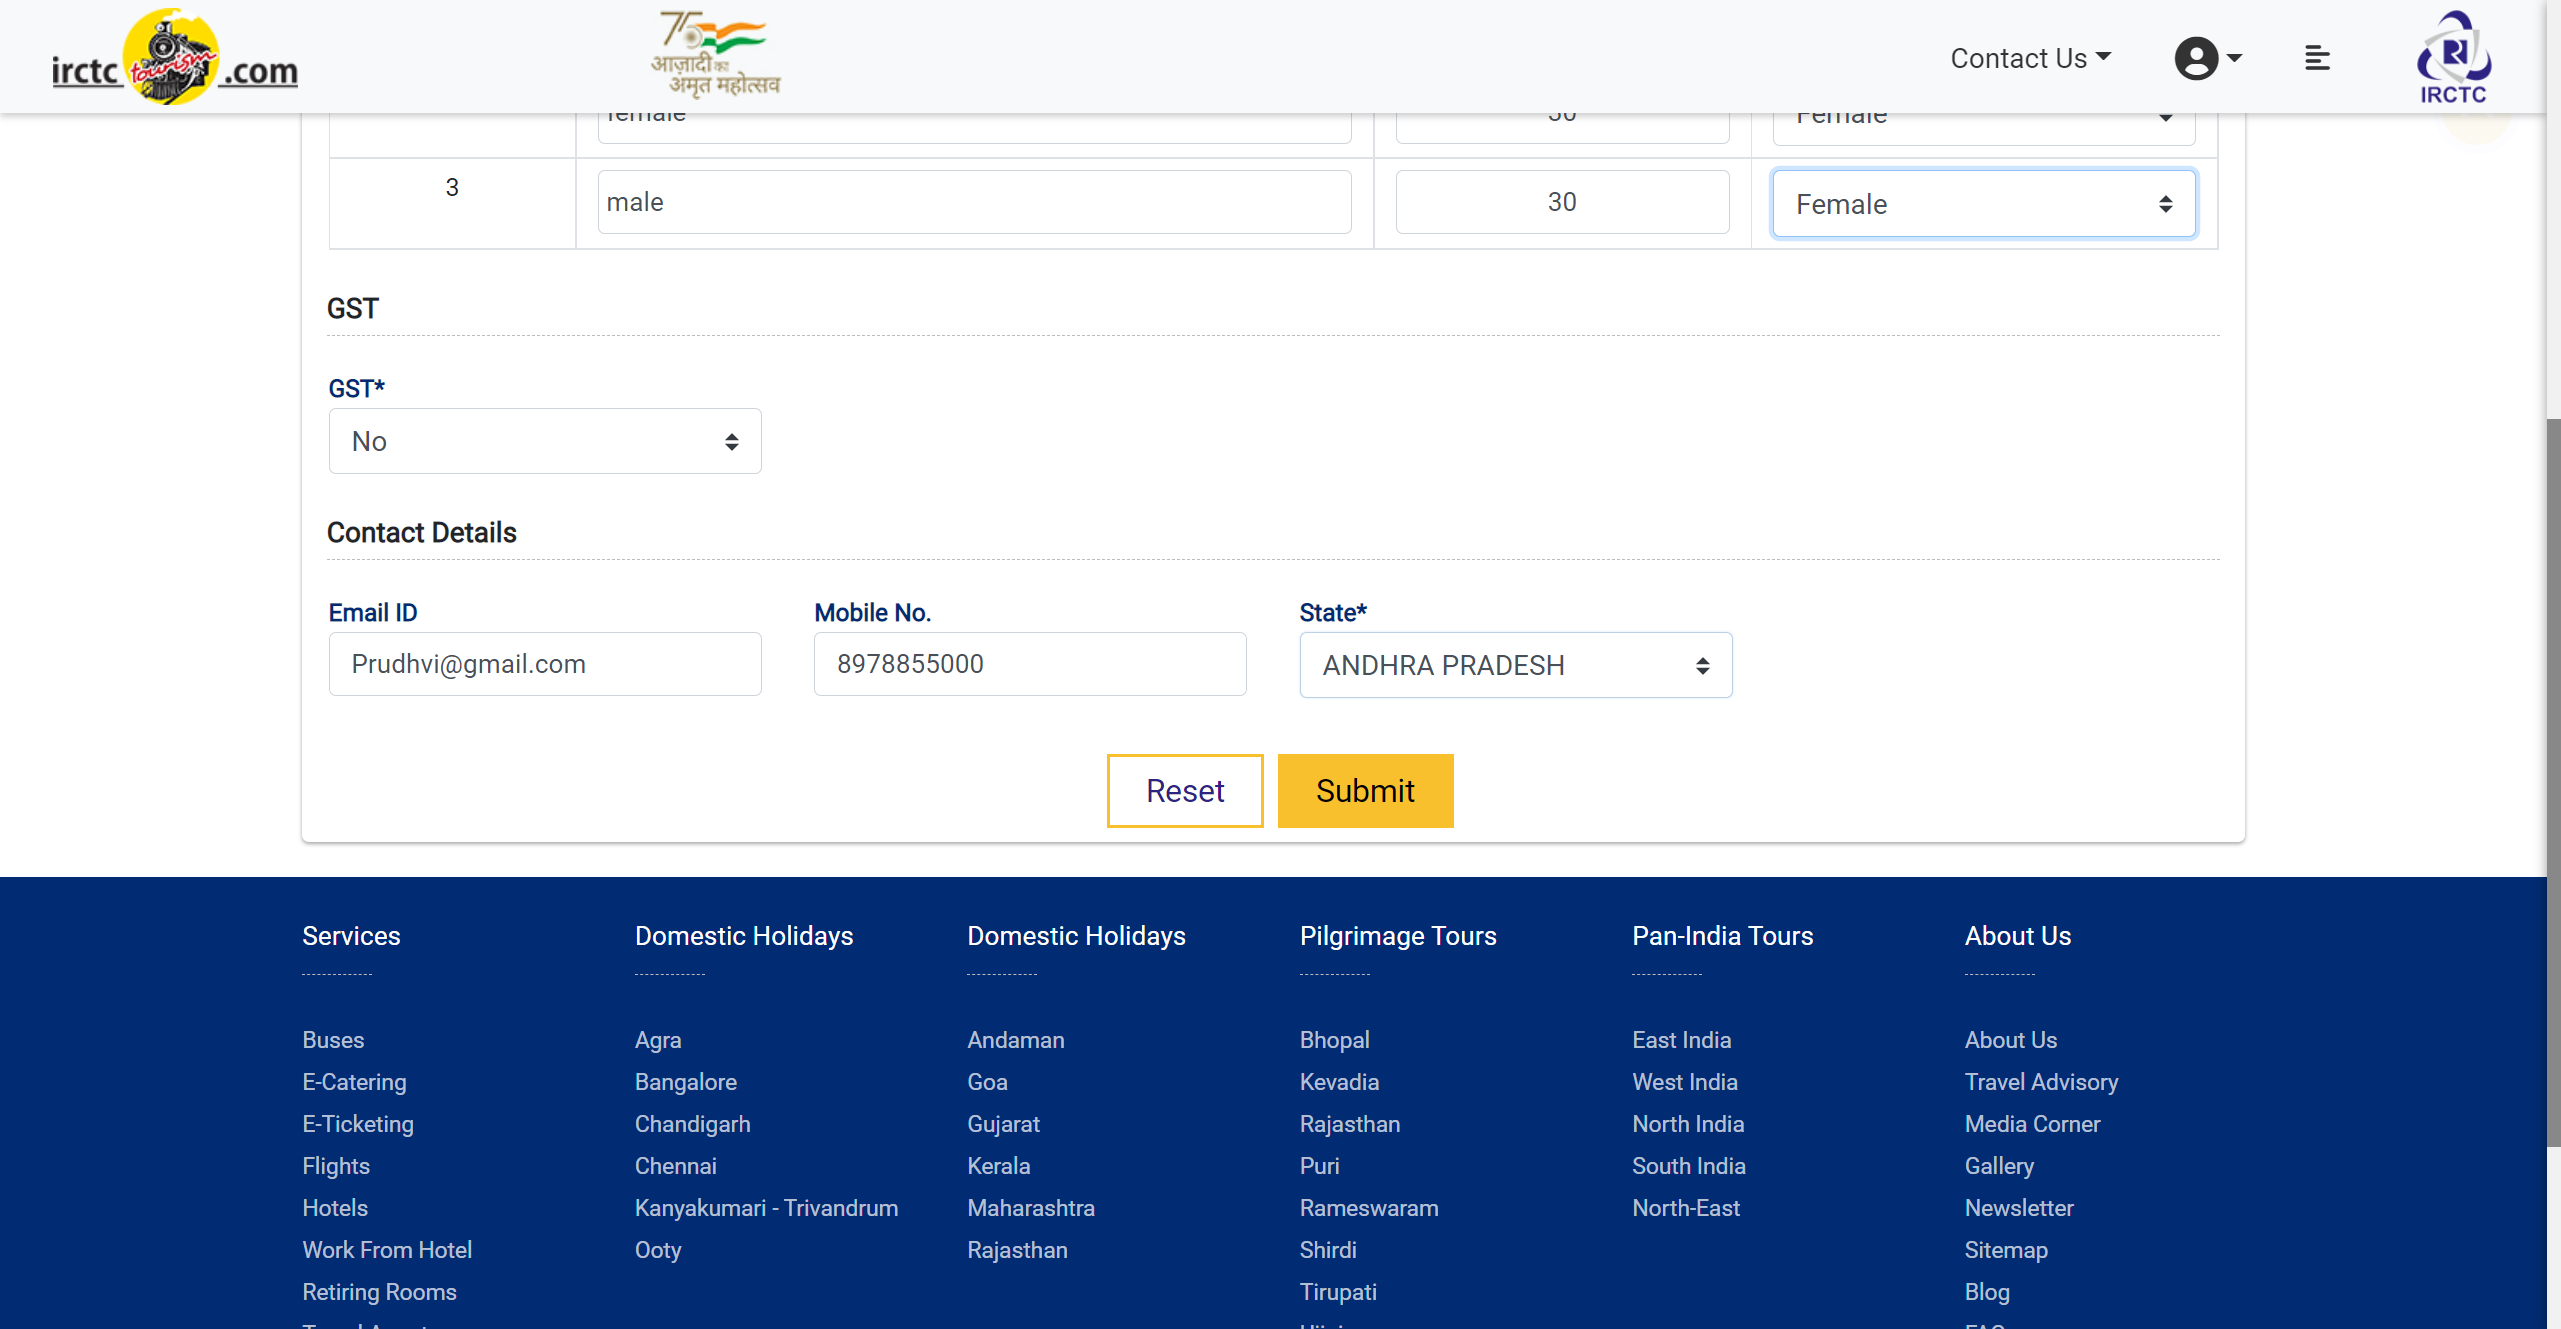 irctc tourism .com
75
आज़ादी का
अमृत महोत्सव
Contact Us
IRCTC
female 30 Female
3 male 30 Female
GST
GST*
No
Contact Details
Email ID Mobile No. State*
Prudhvi@gmail.com 8978855000 ANDHRA PRADESH
Reset Submit
Services Domestic Holidays Domestic Holidays Pilgrimage Tours Pan-India Tours About Us
Buses Agra Andaman Bhopal East India About Us
E-Catering Bangalore Goa Kevadia West India Travel Advisory
E-Ticketing Chandigarh Gujarat Rajasthan North India Media Corner
Flights Chennai Kerala Puri South India Gallery
Hotels Kanyakumari - Trivandrum Maharashtra Rameswaram North-East Newsletter
Work From Hotel Ooty Rajasthan Shirdi Sitemap
Retiring Rooms Tirupati Blog